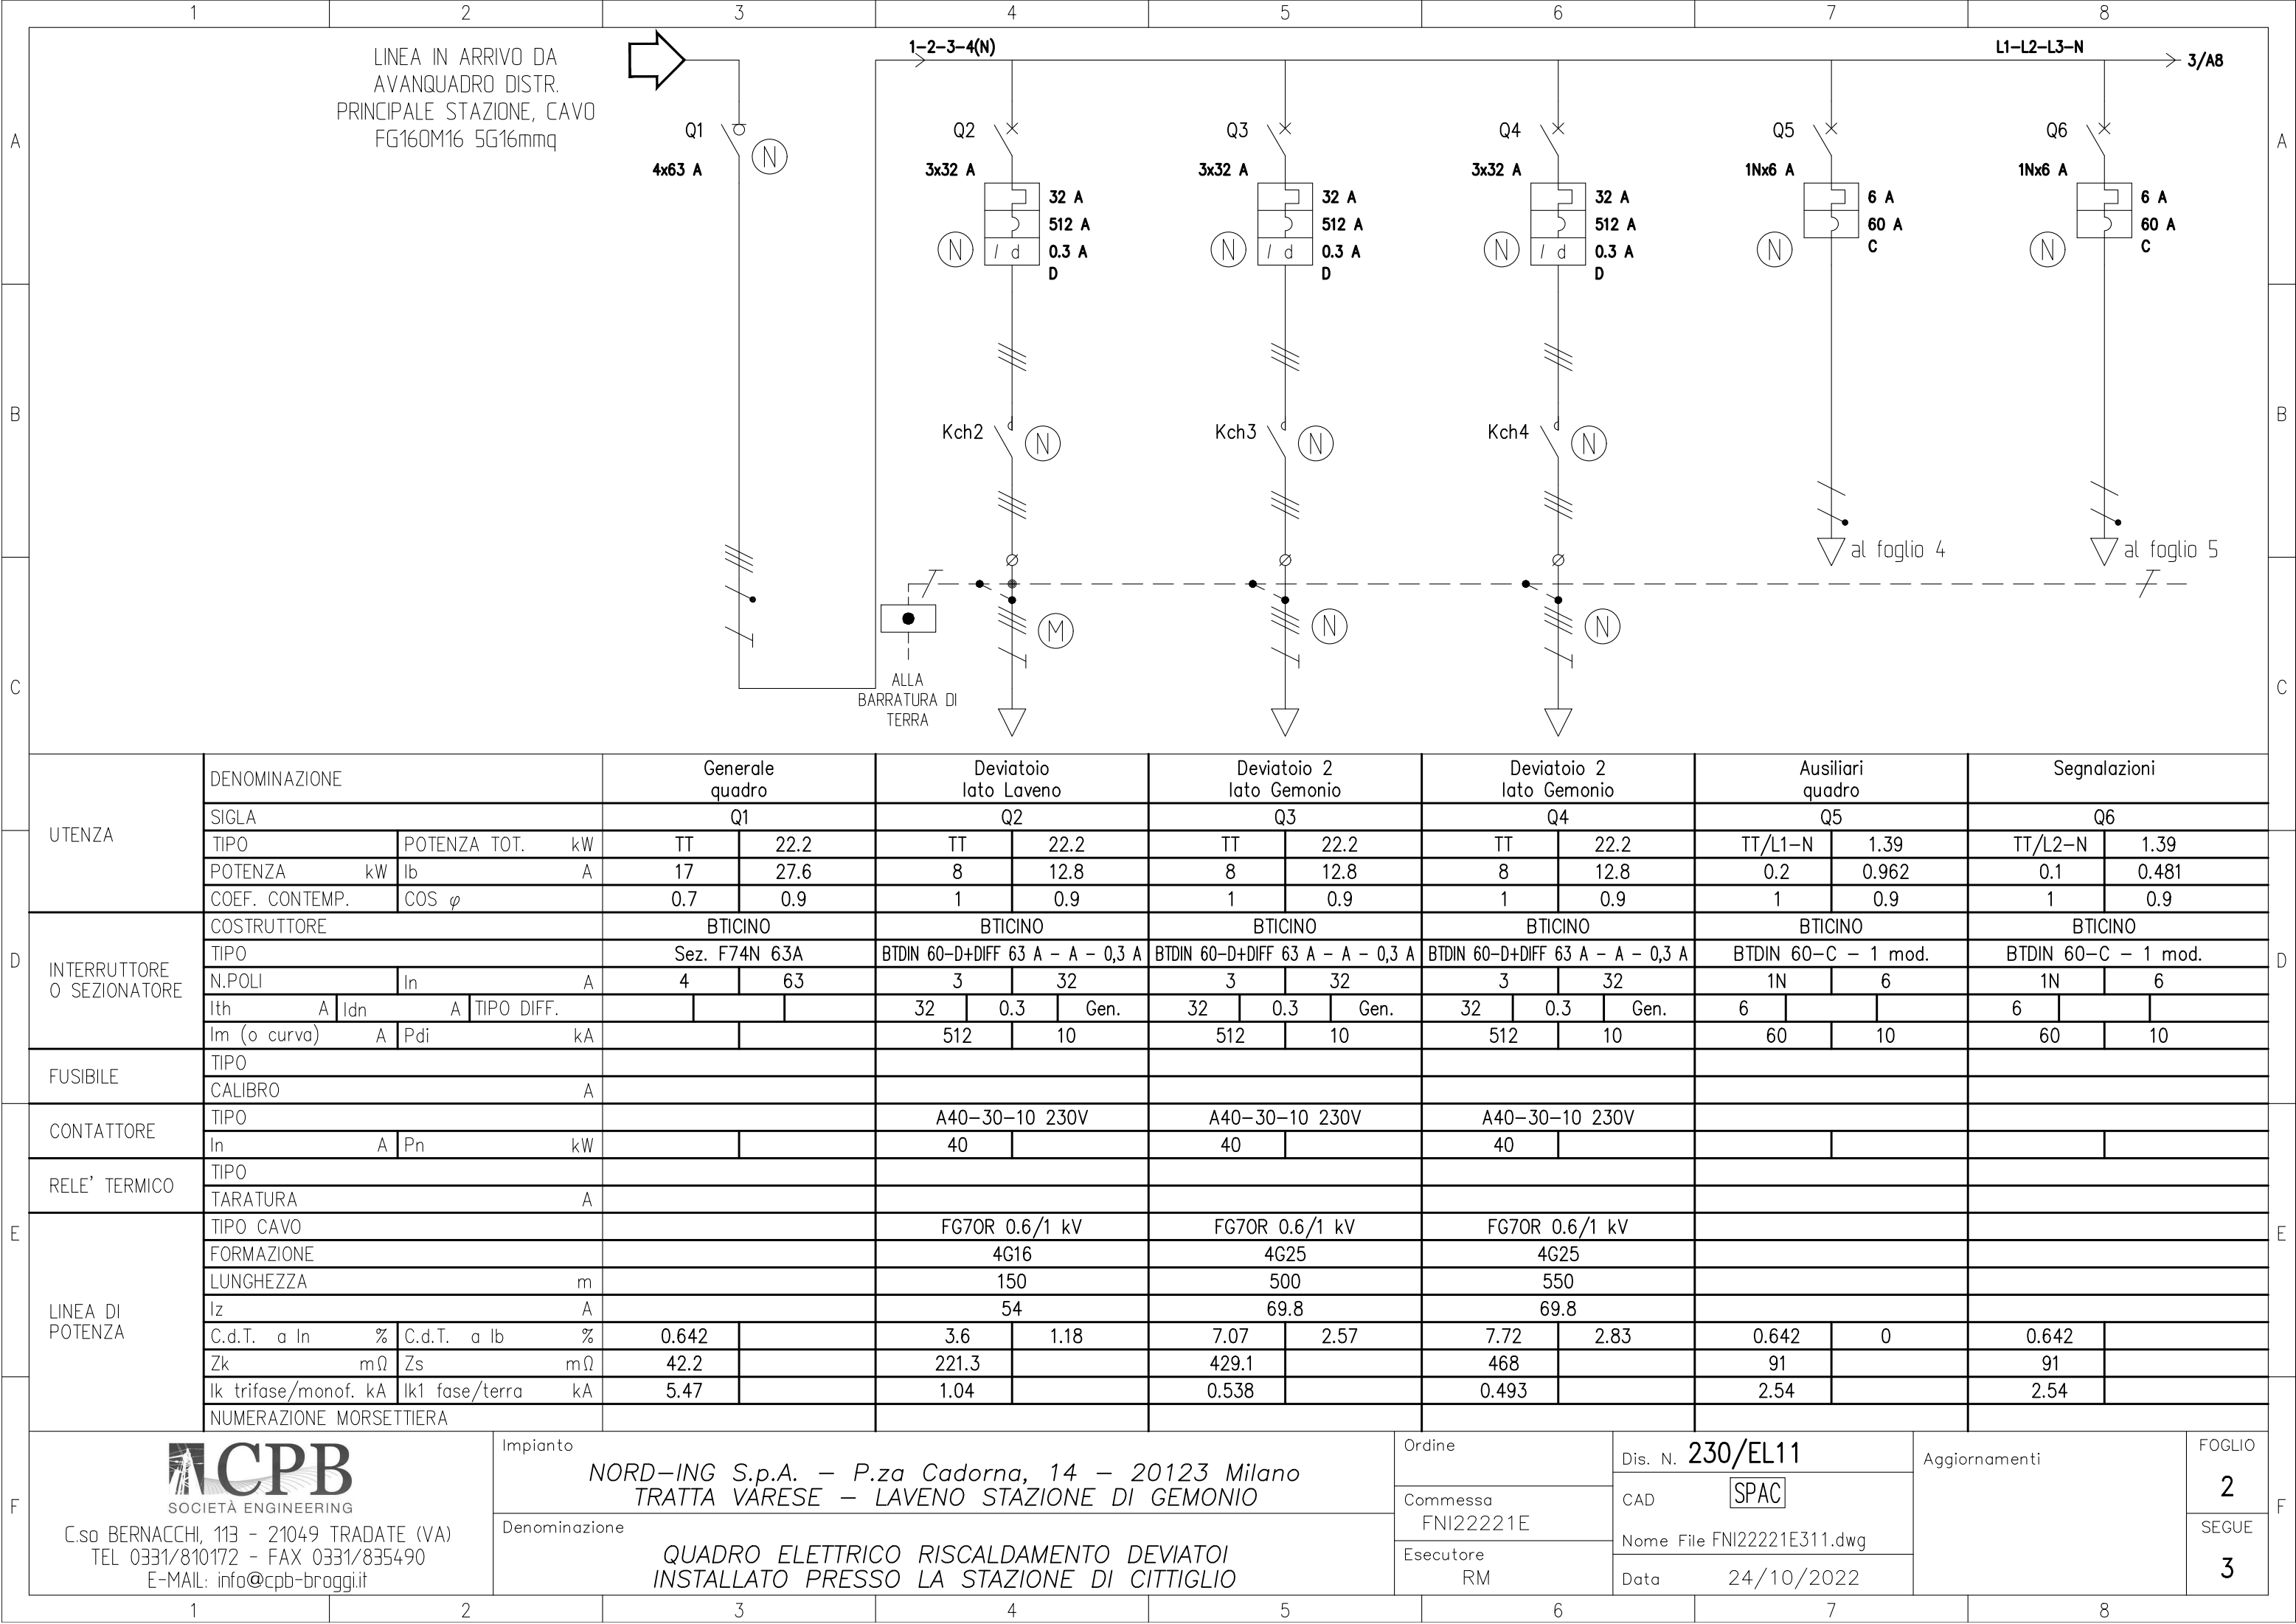 1 2 3 4 5 6 7 8
LINEA IN ARRIVO DA
AVANQUADRO DISTR.
PRINCIPALE STAZIONE, CAVO
FG16OM16 5G16mmq
1-2-3-4(N)
L1-L2-L3-N
3/A8
A A
Q1 Q2 Q3 Q4 Q5 Q6
N
4x63 A 3x32 A 3x32 A 3x32 A 1Nx6 A 1Nx6 A
32 A 32 A 32 A 6 A 6 A
512 A 512 A 512 A 60 A 60 A
N I d 0.3 A N I d 0.3 A N I d 0.3 A N C N C
D D D
B B
Kch2 N Kch3 N Kch4 N
al foglio 4 al foglio 5
M N N
C C
ALLA
BARRATURA DI
TERRA
UTENZA
DENOMINAZIONE Generale quadro Deviatoio lato Laveno Deviatoio 2 lato Gemonio Deviatoio 2 lato Gemonio Ausiliari quadro Segnalazioni
SIGLA Q1 Q2 Q3 Q4 Q5 Q6
TIPO POTENZA TOT. kW TT 22.2 TT 22.2 TT 22.2 TT 22.2 TT/L1-N 1.39 TT/L2-N 1.39
POTENZA kW Ib A 17 27.6 8 12.8 8 12.8 8 12.8 0.2 0.962 0.1 0.481
COEF. CONTEMP. COS φ 0.7 0.9 1 0.9 1 0.9 1 0.9 1 0.9 1 0.9
D D
INTERRUTTORE
O SEZIONATORE
COSTRUTTORE BTICINO BTICINO BTICINO BTICINO BTICINO BTICINO
TIPO Sez. F74N 63A BTDIN 60-D+DIFF 63 A - A - 0,3 A BTDIN 60-D+DIFF 63 A - A - 0,3 A BTDIN 60-D+DIFF 63 A - A - 0,3 A BTDIN 60-C - 1 mod. BTDIN 60-C - 1 mod.
N.POLI In A 4 63 3 32 3 32 3 32 1N 6 1N 6
Ith A Idn A TIPO DIFF. 32 0.3 Gen. 32 0.3 Gen. 32 0.3 Gen. 6 6
Im (o curva) A Pdi kA 512 10 512 10 512 10 60 10 60 10
FUSIBILE
TIPO
CALIBRO A
CONTATTORE
TIPO A40-30-10 230V A40-30-10 230V A40-30-10 230V
In A Pn kW 40 40 40
RELE' TERMICO
TIPO
TARATURA A
E E
LINEA DI
POTENZA
TIPO CAVO FG7OR 0.6/1 kV FG7OR 0.6/1 kV FG7OR 0.6/1 kV
FORMAZIONE 4G16 4G25 4G25
LUNGHEZZA m 150 500 550
Iz A 54 69.8 69.8
C.d.T. a In % C.d.T. a Ib % 0.642 3.6 1.18 7.07 2.57 7.72 2.83 0.642 0 0.642
Zk mΩ Zs mΩ 42.2 221.3 429.1 468 91 91
Ik trifase/monof. kA Ik1 fase/terra kA 5.47 1.04 0.538 0.493 2.54 2.54
NUMERAZIONE MORSETTIERA
F F
CPB
SOCIETÀ ENGINEERING
C.so BERNACCHI, 113 - 21049 TRADATE (VA)
TEL 0331/810172 - FAX 0331/835490
E-MAIL: info@cpb-broggi.it
Impianto
NORD-ING S.p.A. - P.za Cadorna, 14 - 20123 Milano
TRATTA VARESE - LAVENO STAZIONE DI GEMONIO
Denominazione
QUADRO ELETTRICO RISCALDAMENTO DEVIATOI
INSTALLATO PRESSO LA STAZIONE DI CITTIGLIO
Ordine
Commessa
FNI22221E
Esecutore
RM
Dis. N. 230/EL11
CAD SPAC
Nome File FNI22221E311.dwg
Data 24/10/2022
Aggiornamenti
FOGLIO
2
SEGUE
3
1 2 3 4 5 6 7 8